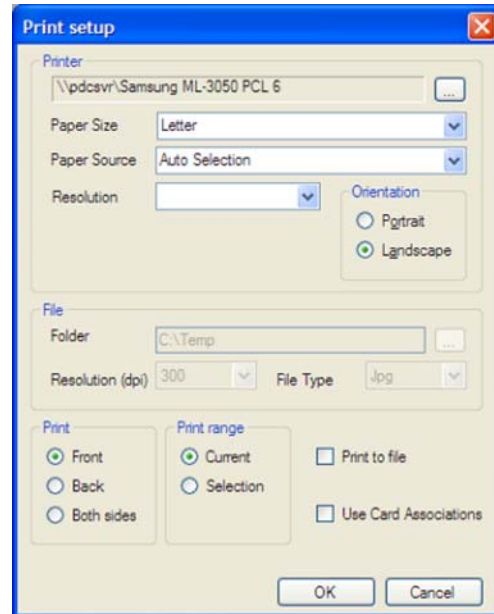 Print setup
Printer
\\pdcsvr\Samsung ML-3050 PCL 6
...
Paper Size
Letter
Paper Source
Auto Selection
Resolution
Orientation
Portrait
Landscape
File
Folder
C:\Temp
...
Resolution (dpi)
300
File Type
Jpg
Print
Front
Back
Both sides
Print range
Current
Selection
Print to file
Use Card Associations
OK
Cancel